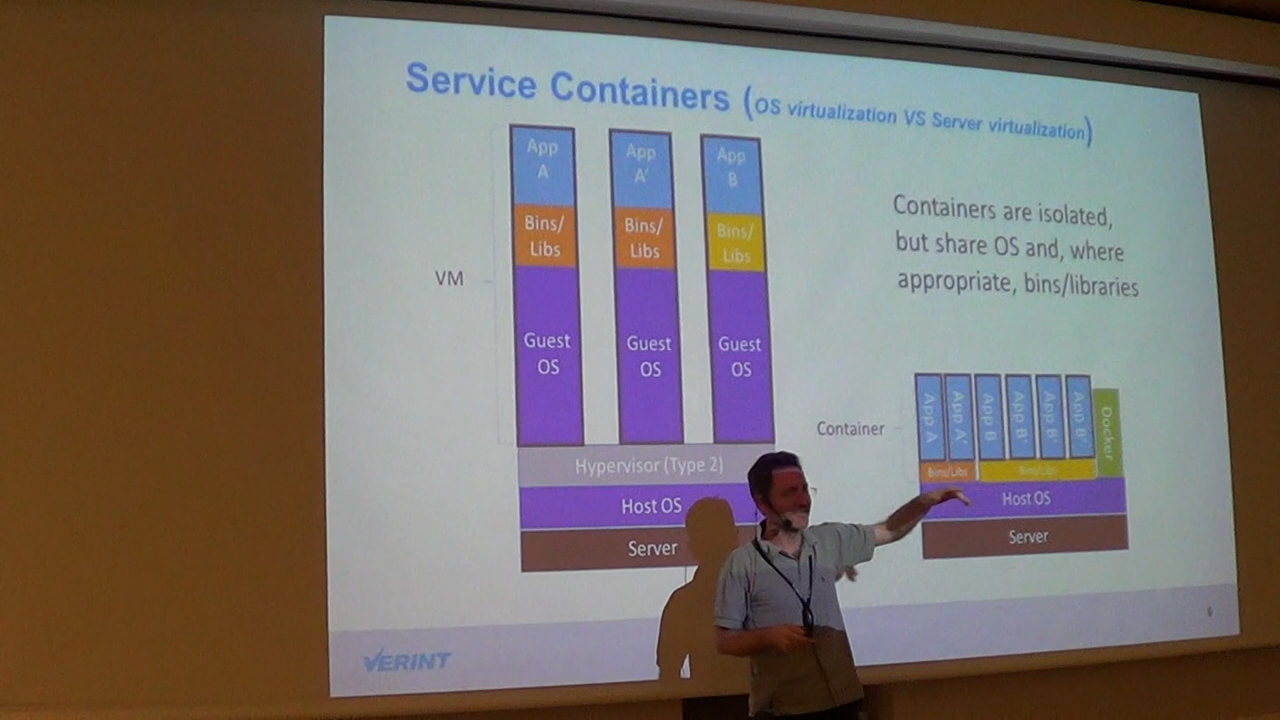 Service Containers (OS virtualization VS Server virtualization)
App
A
App
A'
App
B
Bins/
Libs
Bins/
Libs
Bins/
Libs
VM
Guest
OS
Guest
OS
Guest
OS
Hypervisor (Type 2)
Host OS
Server
Containers are isolated,
but share OS and, where
appropriate, bins/libraries
Container
App A
App A'
App B
App B'
App B'
App B'
Docker
Bins/Libs
Bins/Libs
Host OS
Server
VERINT